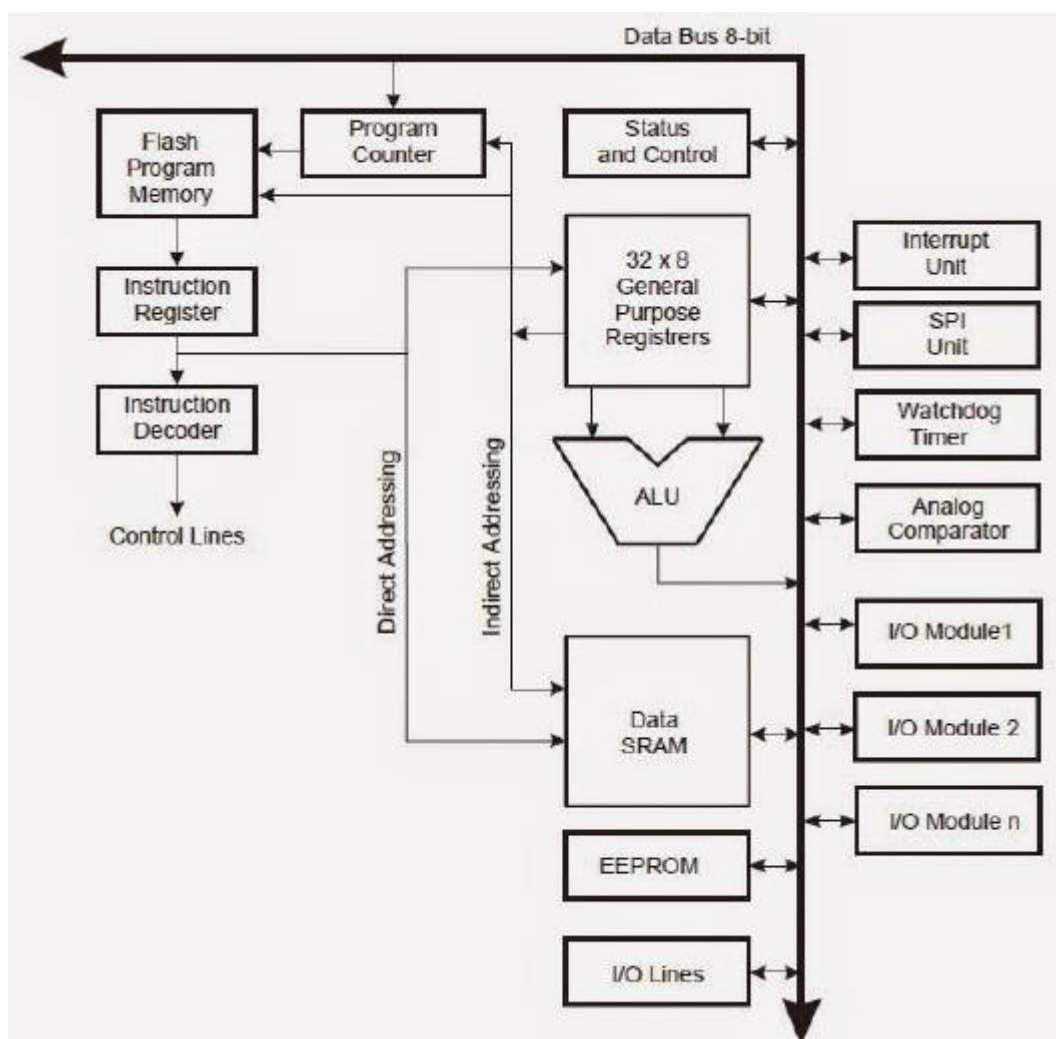 Data Bus 8-bit
Flash
Program
Memory
Program
Counter
Status
and Control
Instruction
Register
Instruction
Decoder
Control Lines
32 x 8
General
Purpose
Registrers
ALU
Direct Addressing
Indirect Addressing
Data
SRAM
EEPROM
I/O Lines
Interrupt
Unit
SPI
Unit
Watchdog
Timer
Analog
Comparator
I/O Module1
I/O Module 2
I/O Module n